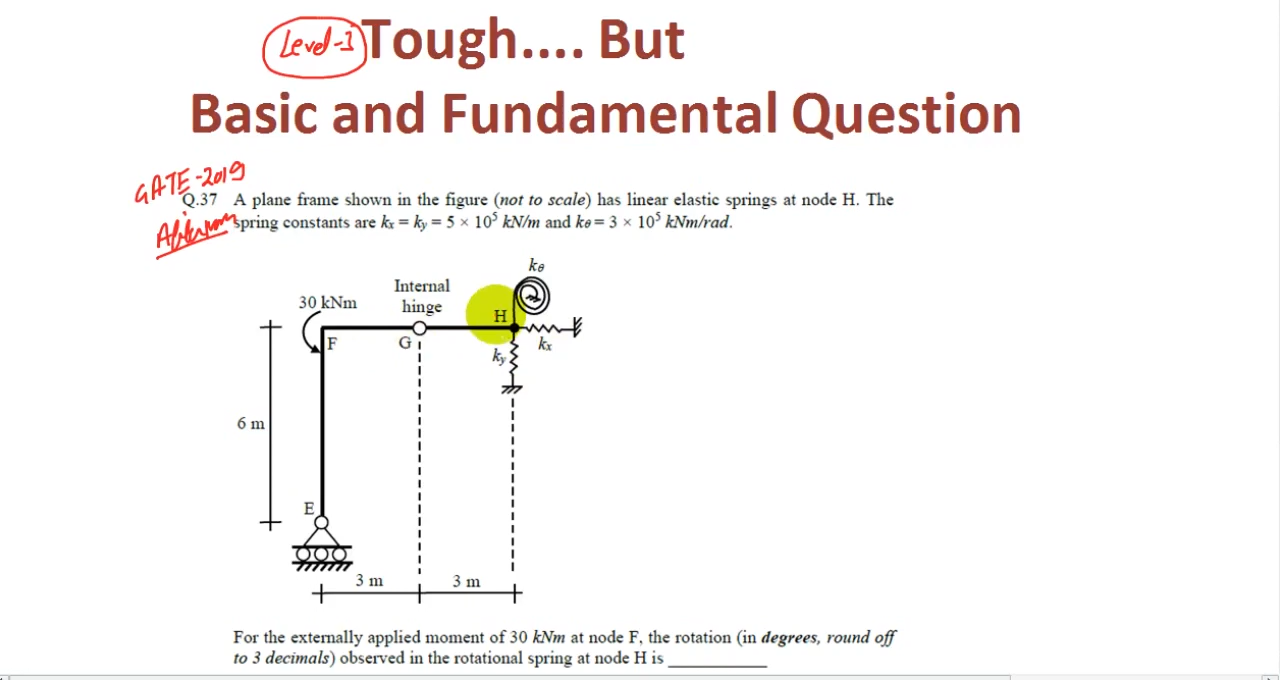 Level-1 Tough.... But
Basic and Fundamental Question
GATE-2019
Q.37 A plane frame shown in the figure (not to scale) has linear elastic springs at node H. The
Afternoon spring constants are kx = ky = 5 × 10⁵ kN/m and kθ = 3 × 10⁵ kNm/rad.
kθ
Internal
hinge
30 kNm
H
F
G
ky
kx
6 m
E
3 m
3 m
For the externally applied moment of 30 kNm at node F, the rotation (in degrees, round off
to 3 decimals) observed in the rotational spring at node H is ___________